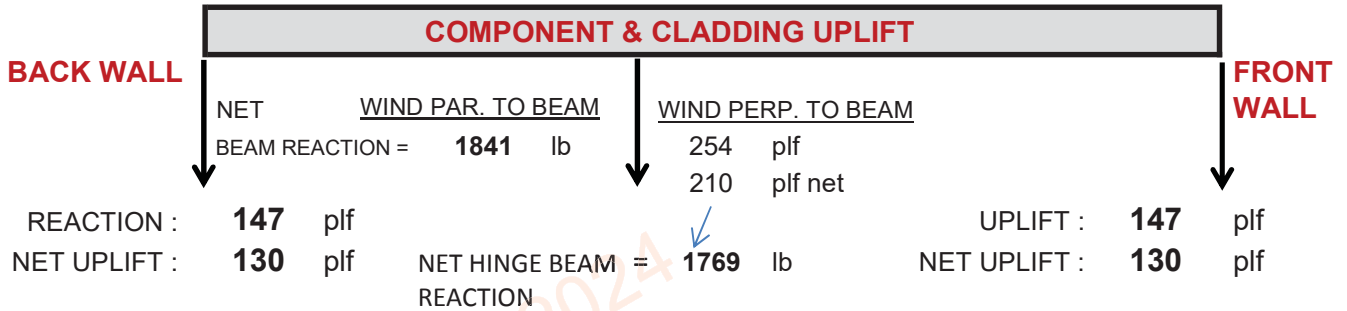 COMPONENT & CLADDING UPLIFT
BACK WALL
FRONT
WALL
NET WIND PAR. TO BEAM WIND PERP. TO BEAM
BEAM REACTION = 1841 lb 254 plf
210 plf net
REACTION : 147 plf UPLIFT : 147 plf
NET UPLIFT : 130 plf NET HINGE BEAM = 1769 lb NET UPLIFT : 130 plf
REACTION
2024